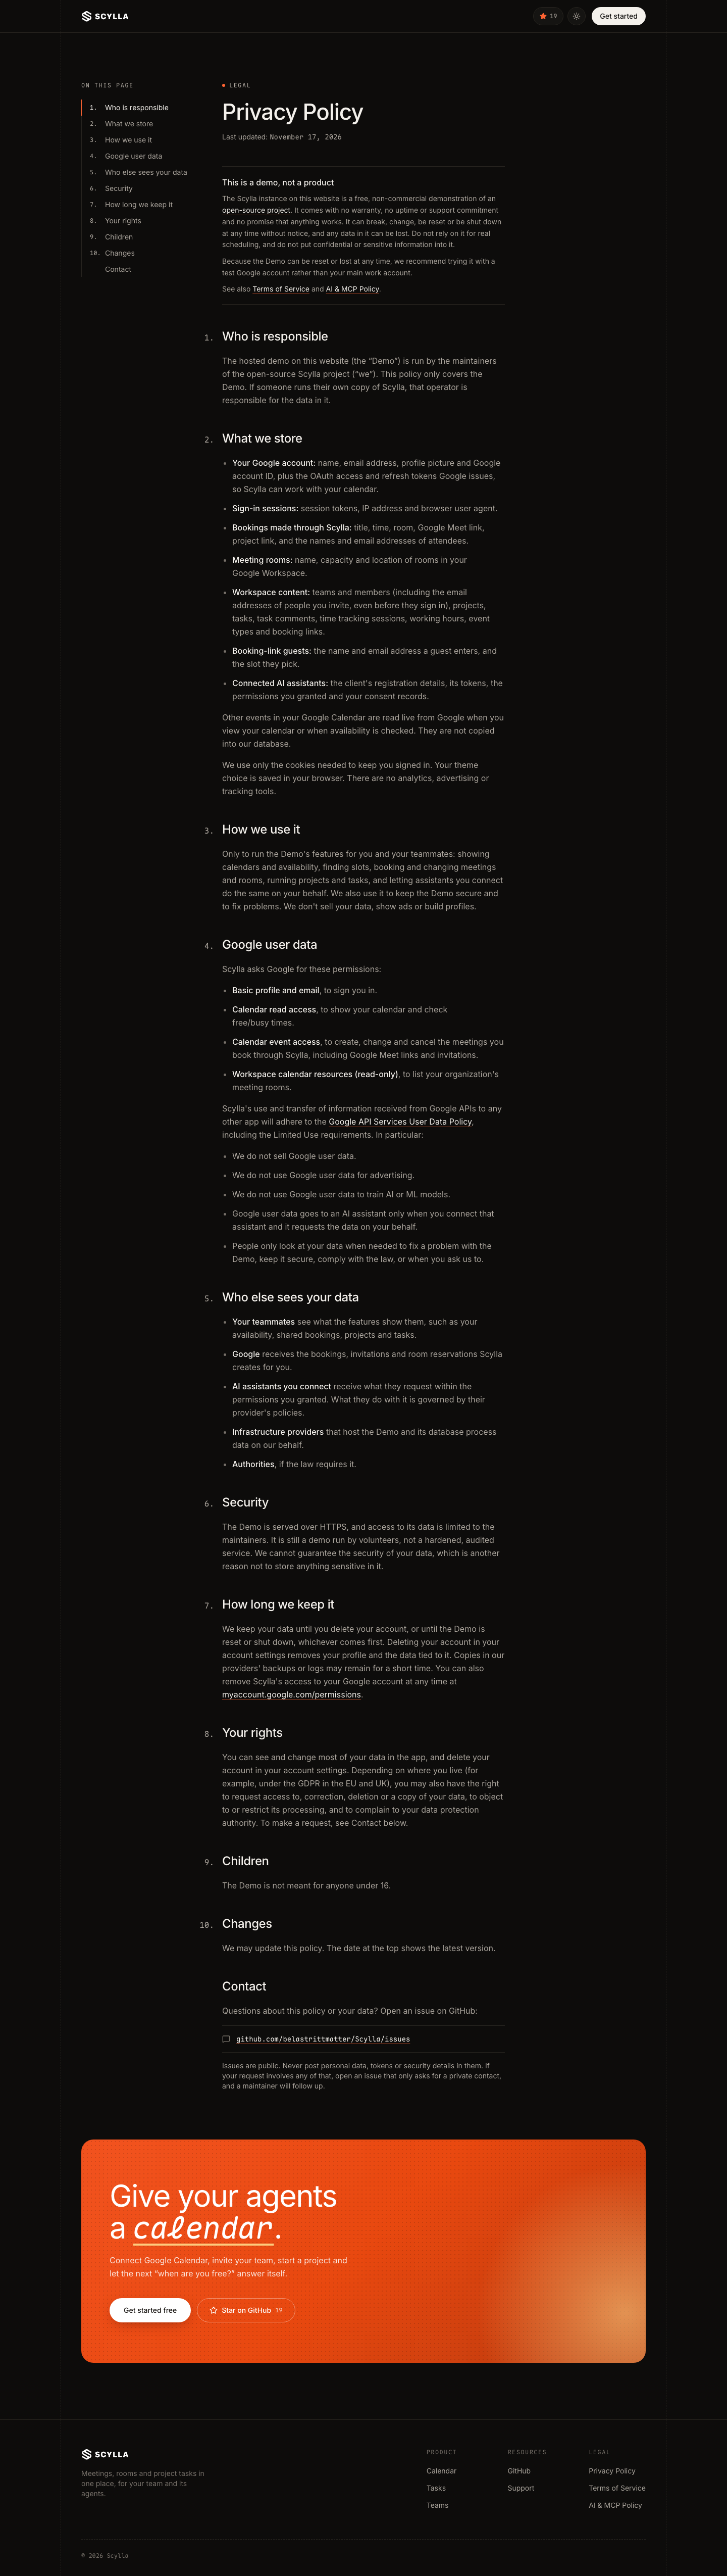 SCYLLA
19
Get started
ON THIS PAGE
1. Who is responsible
2. What we store
3. How we use it
4. Google user data
5. Who else sees your data
6. Security
7. How long we keep it
8. Your rights
9. Children
10. Changes
Contact
LEGAL
Privacy Policy
Last updated: November 17, 2026
This is a demo, not a product
The Scylla instance on this website is a free, non-commercial demonstration of an
open-source project. It comes with no warranty, no uptime or support commitment
and no promise that anything works. It can break, change, be reset or be shut down
at any time without notice, and any data in it can be lost. Do not rely on it for real
scheduling, and do not put confidential or sensitive information into it.
Because the Demo can be reset or lost at any time, we recommend trying it with a
test Google account rather than your main work account.
See also Terms of Service and AI & MCP Policy.
1. Who is responsible
The hosted demo on this website (the “Demo”) is run by the maintainers
of the open-source Scylla project (“we”). This policy only covers the
Demo. If someone runs their own copy of Scylla, that operator is
responsible for the data in it.
2. What we store
• Your Google account: name, email address, profile picture and Google
account ID, plus the OAuth access and refresh tokens Google issues,
so Scylla can work with your calendar.
• Sign-in sessions: session tokens, IP address and browser user agent.
• Bookings made through Scylla: title, time, room, Google Meet link,
project link, and the names and email addresses of attendees.
• Meeting rooms: name, capacity and location of rooms in your
Google Workspace.
• Workspace content: teams and members (including the email
addresses of people you invite, even before they sign in), projects,
tasks, task comments, time tracking sessions, working hours, event
types and booking links.
• Booking-link guests: the name and email address a guest enters, and
the slot they pick.
• Connected AI assistants: the client's registration details, its tokens, the
permissions you granted and your consent records.
Other events in your Google Calendar are read live from Google when you
view your calendar or when availability is checked. They are not copied
into our database.
We use only the cookies needed to keep you signed in. Your theme
choice is saved in your browser. There are no analytics, advertising or
tracking tools.
3. How we use it
Only to run the Demo's features for you and your teammates: showing
calendars and availability, finding slots, booking and changing meetings
and rooms, running projects and tasks, and letting assistants you connect
do the same on your behalf. We also use it to keep the Demo secure and
to fix problems. We don't sell your data, show ads or build profiles.
4. Google user data
Scylla asks Google for these permissions:
• Basic profile and email, to sign you in.
• Calendar read access, to show your calendar and check
free/busy times.
• Calendar event access, to create, change and cancel the meetings you
book through Scylla, including Google Meet links and invitations.
• Workspace calendar resources (read-only), to list your organization's
meeting rooms.
Scylla's use and transfer of information received from Google APIs to any
other app will adhere to the Google API Services User Data Policy,
including the Limited Use requirements. In particular:
• We do not sell Google user data.
• We do not use Google user data for advertising.
• We do not use Google user data to train AI or ML models.
• Google user data goes to an AI assistant only when you connect that
assistant and it requests the data on your behalf.
• People only look at your data when needed to fix a problem with the
Demo, keep it secure, comply with the law, or when you ask us to.
5. Who else sees your data
• Your teammates see what the features show them, such as your
availability, shared bookings, projects and tasks.
• Google receives the bookings, invitations and room reservations Scylla
creates for you.
• AI assistants you connect receive what they request within the
permissions you granted. What they do with it is governed by their
provider's policies.
• Infrastructure providers that host the Demo and its database process
data on our behalf.
• Authorities, if the law requires it.
6. Security
The Demo is served over HTTPS, and access to its data is limited to the
maintainers. It is still a demo run by volunteers, not a hardened, audited
service. We cannot guarantee the security of your data, which is another
reason not to store anything sensitive in it.
7. How long we keep it
We keep your data until you delete your account, or until the Demo is
reset or shut down, whichever comes first. Deleting your account in your
account settings removes your profile and the data tied to it. Copies in our
providers' backups or logs may remain for a short time. You can also
remove Scylla's access to your Google account at any time at
myaccount.google.com/permissions.
8. Your rights
You can see and change most of your data in the app, and delete your
account in your account settings. Depending on where you live (for
example, under the GDPR in the EU and UK), you may also have the right
to request access to, correction, deletion or a copy of your data, to object
to or restrict its processing, and to complain to your data protection
authority. To make a request, see Contact below.
9. Children
The Demo is not meant for anyone under 16.
10. Changes
We may update this policy. The date at the top shows the latest version.
Contact
Questions about this policy or your data? Open an issue on GitHub:
github.com/belastrittmatter/Scylla/issues
Issues are public. Never post personal data, tokens or security details in them. If
your request involves any of that, open an issue that only asks for a private contact,
and a maintainer will follow up.
Give your agents
a calendar.
Connect Google Calendar, invite your team, start a project and
let the next “when are you free?” answer itself.
Get started free
Star on GitHub 19
SCYLLA
Meetings, rooms and project tasks in
one place, for your team and its
agents.
PRODUCT
Calendar
Tasks
Teams
RESOURCES
GitHub
Support
LEGAL
Privacy Policy
Terms of Service
AI & MCP Policy
© 2026 Scylla